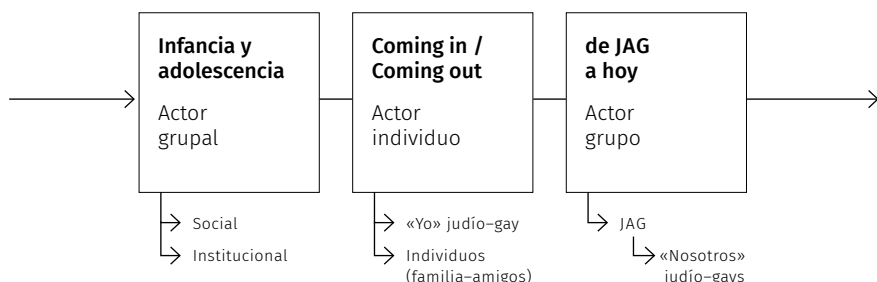 Infancia y
adolescencia
Actor
grupal
Social
Institucional
Coming in /
Coming out
Actor
individuo
«Yo» judío–gay
Individuos
(familia–amigos)
de JAG
a hoy
Actor
grupo
JAG
«Nosotros»
judío–gays